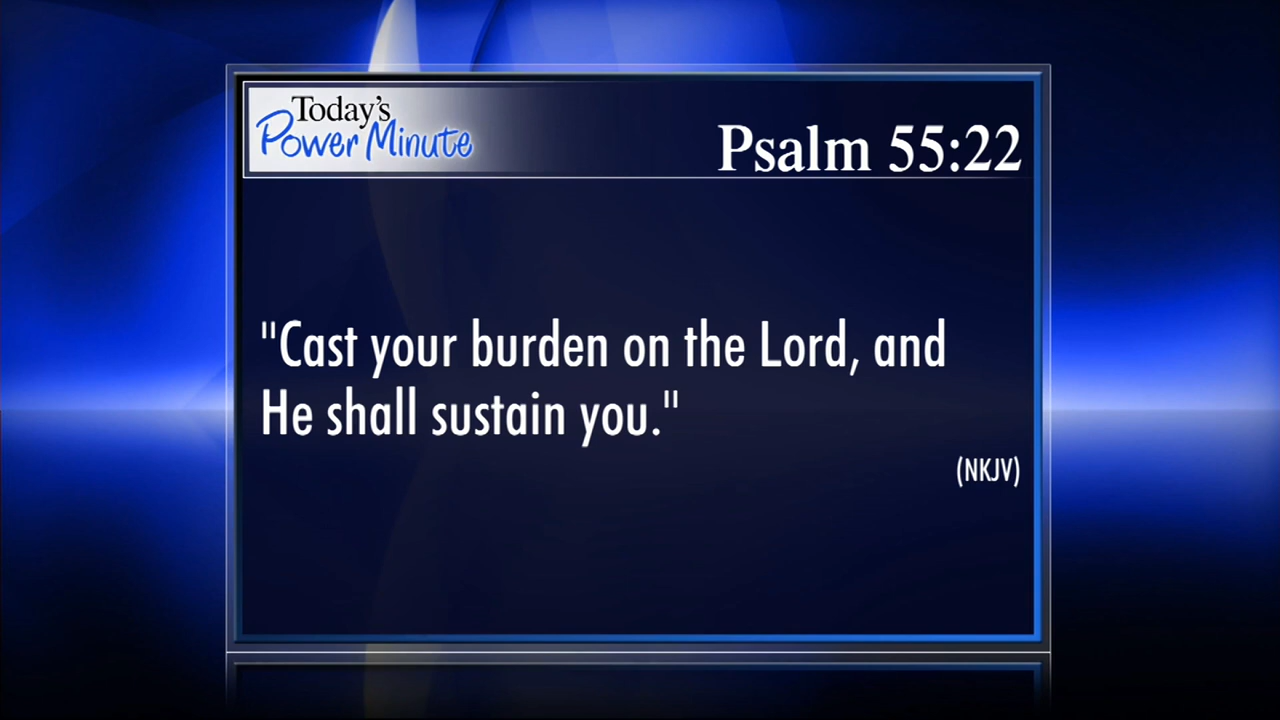 Today's
Power Minute
Psalm 55:22
"Cast your burden on the Lord, and
He shall sustain you."
(NKJV)